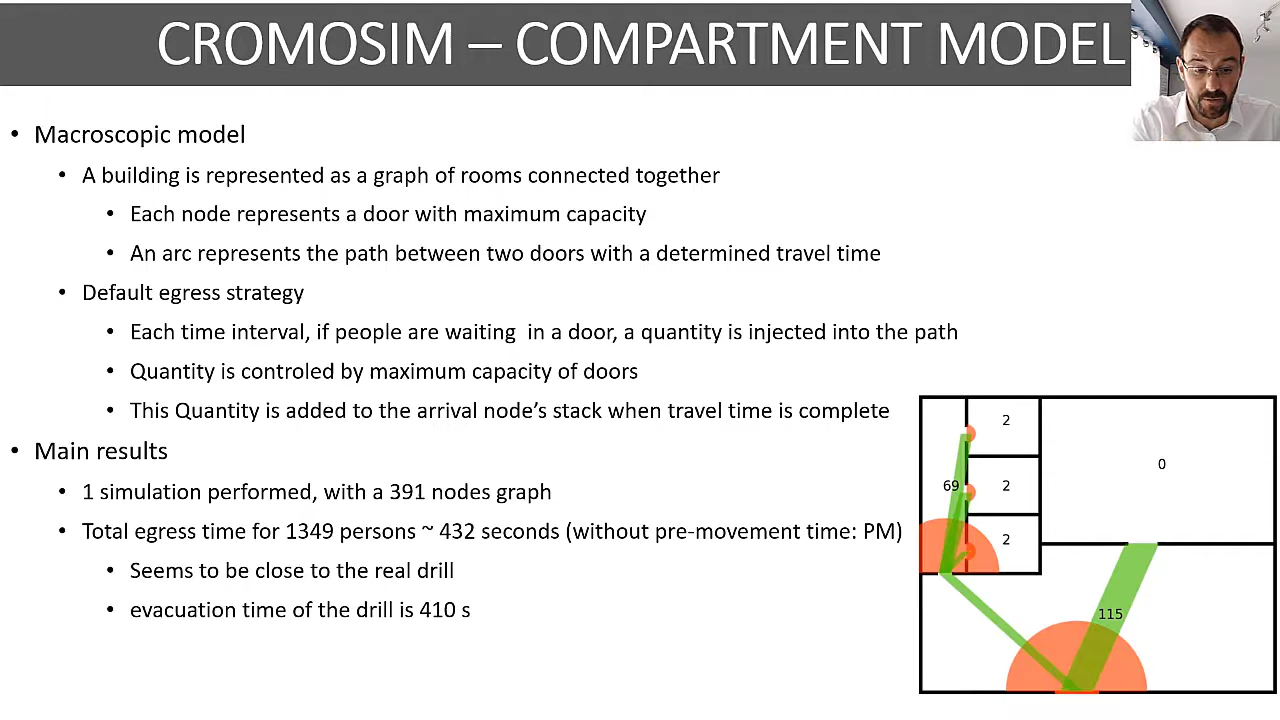 CROMOSIM – COMPARTMENT MODEL
• Macroscopic model
• A building is represented as a graph of rooms connected together
• Each node represents a door with maximum capacity
• An arc represents the path between two doors with a determined travel time
• Default egress strategy
• Each time interval, if people are waiting in a door, a quantity is injected into the path
• Quantity is controled by maximum capacity of doors
• This Quantity is added to the arrival node's stack when travel time is complete
• Main results
• 1 simulation performed, with a 391 nodes graph
• Total egress time for 1349 persons ~ 432 seconds (without pre-movement time: PM)
• Seems to be close to the real drill
• evacuation time of the drill is 410 s
2
0
69
2
2
115